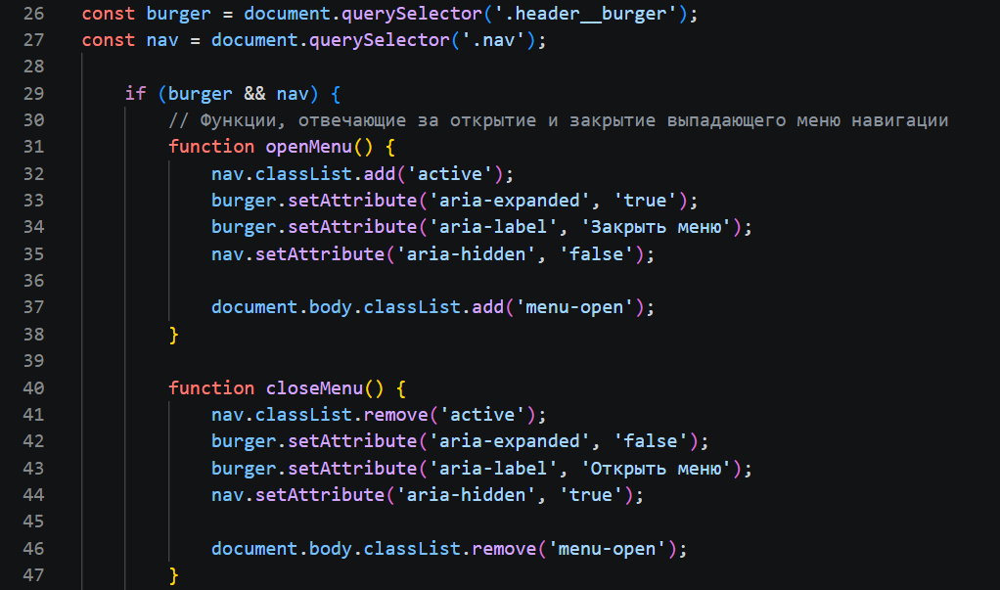 26 const burger = document.querySelector('.header__burger');
27 const nav = document.querySelector('.nav');
28
29 if (burger && nav) {
30 // Функции, отвечающие за открытие и закрытие выпадающего меню навигации
31 function openMenu() {
32 nav.classList.add('active');
33 burger.setAttribute('aria-expanded', 'true');
34 burger.setAttribute('aria-label', 'Закрыть меню');
35 nav.setAttribute('aria-hidden', 'false');
36
37 document.body.classList.add('menu-open');
38 }
39
40 function closeMenu() {
41 nav.classList.remove('active');
42 burger.setAttribute('aria-expanded', 'false');
43 burger.setAttribute('aria-label', 'Открыть меню');
44 nav.setAttribute('aria-hidden', 'true');
45
46 document.body.classList.remove('menu-open');
47 }